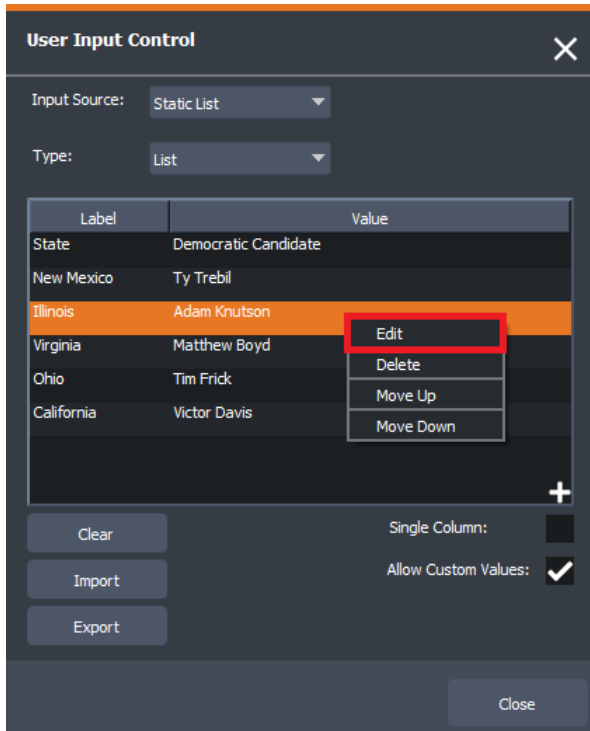 User Input Control
Input Source: Static List
Type: List
Label Value
State Democratic Candidate
New Mexico Ty Trebil
Illinois Adam Knutson
Edit
Virginia Matthew Boyd
Delete
Ohio Tim Frick
Move Up
California Victor Davis
Move Down
Clear Single Column:
Import Allow Custom Values:
Export
Close